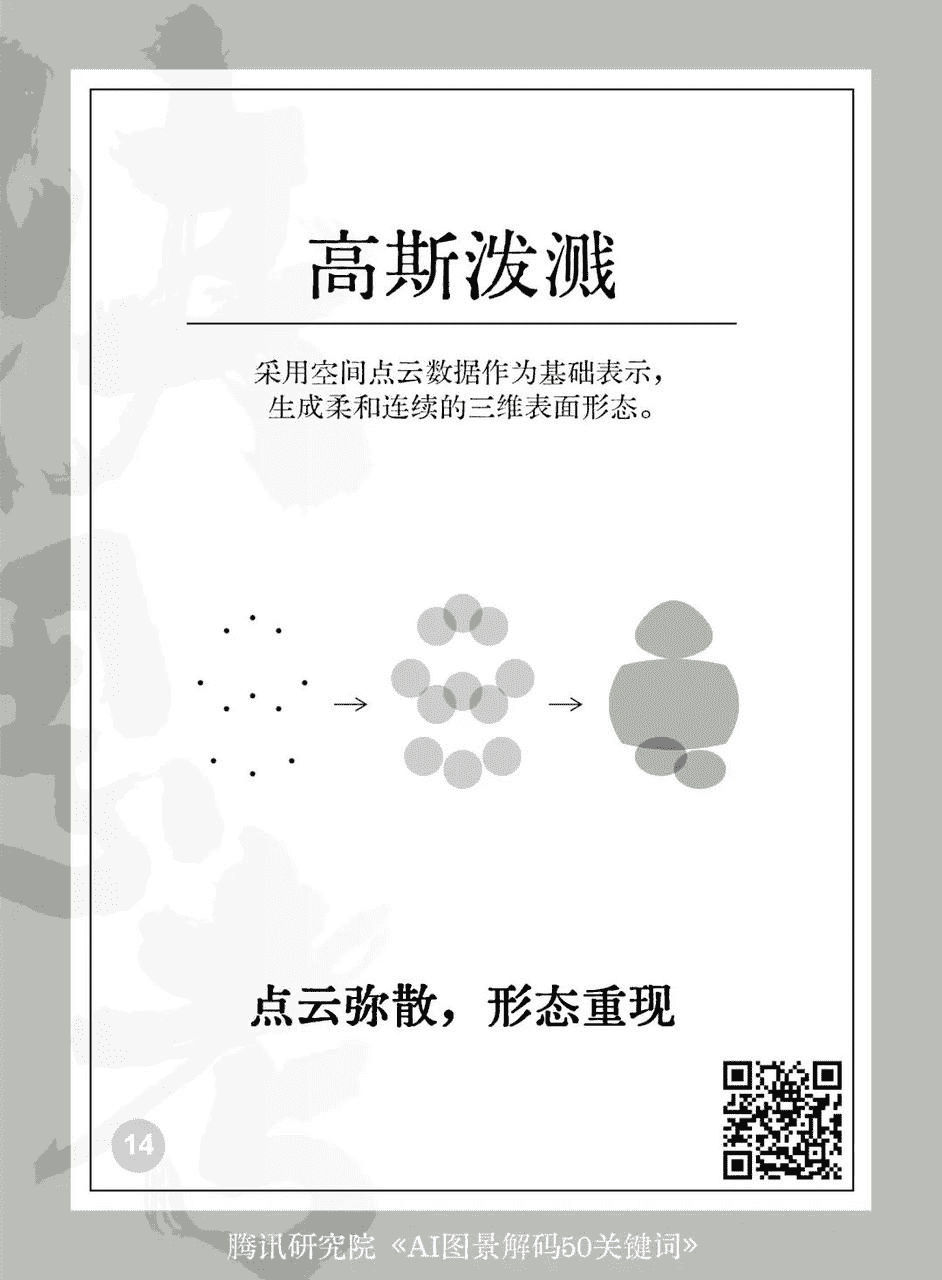 高斯泼溅
采用空间点云数据作为基础表示，
生成柔和连续的三维表面形态。
点云弥散，形态重现
14
腾讯研究院《AI图景解码50关键词》